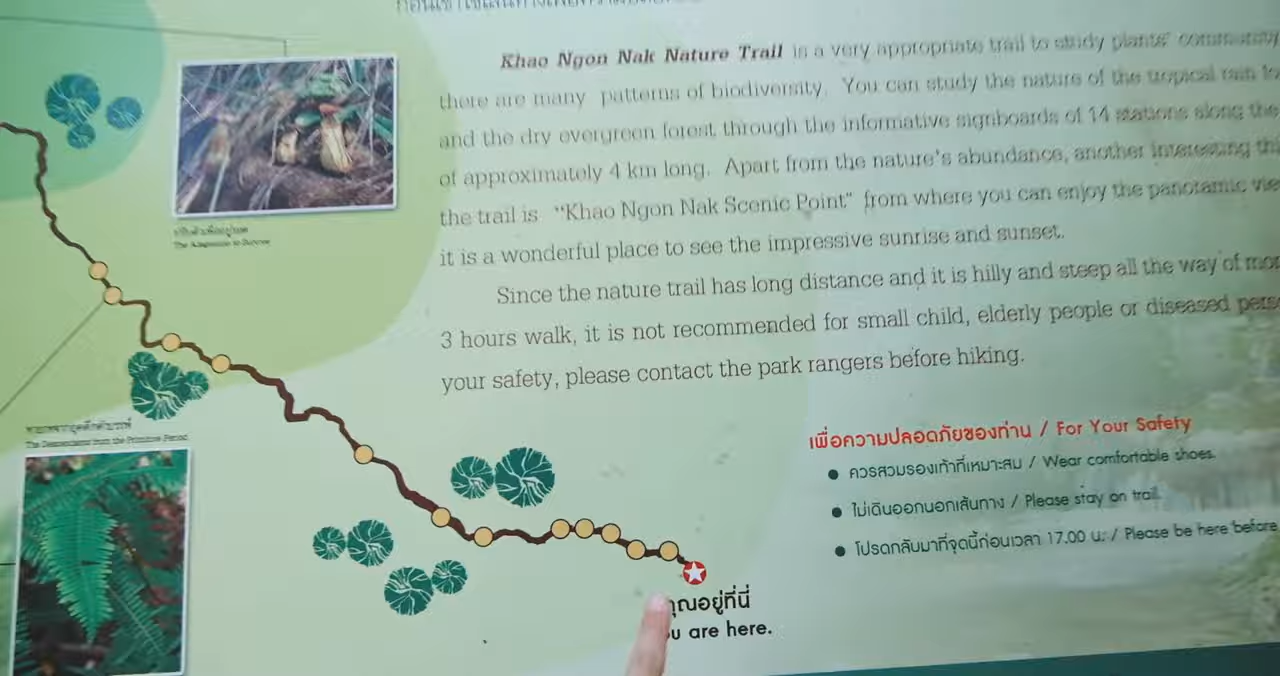 Khao Ngon Nak Nature Trail is a very appropriate trail to study plants' community
there are many patterns of biodiversity. You can study the nature of the tropical rain
and the dry evergreen forest through the informative signboards of 14 stations along the
of approximately 4 km long. Apart from the nature's abundance, another interesting
the trail is "Khao Ngon Nak Scenic Point" from where you can enjoy the panoramic
it is a wonderful place to see the impressive sunrise and sunset.
Since the nature trail has long distance and it is hilly and steep all the way of
3 hours walk, it is not recommended for small child, elderly people or diseased
your safety, please contact the park rangers before hiking.
The Adaptation to Survive
The Descendants from the Primitive Period
เพื่อความปลอดภัยของท่าน / For Your Safety
● ควรสวมรองเท้าที่เหมาะสม / Wear comfortable shoes.
● ไม่เดินออกนอกเส้นทาง / Please stay on trail.
● โปรดกลับมาที่จุดนี้ก่อนเวลา 17.00 น. / Please be here before
คุณอยู่ที่นี่
are here.